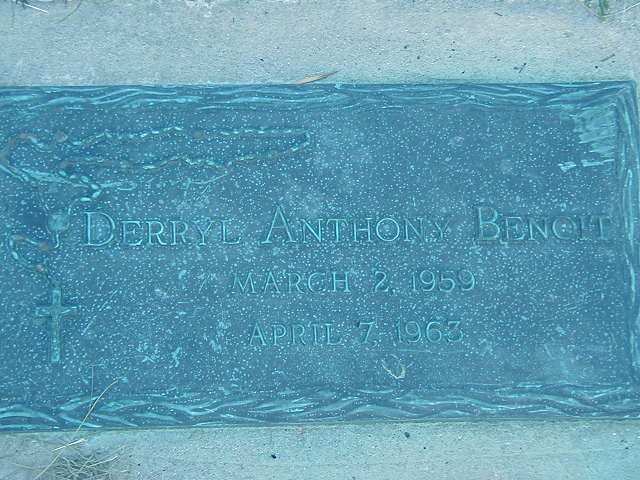 Derryl Anthony Benoit
March 2, 1959
April 7, 1963